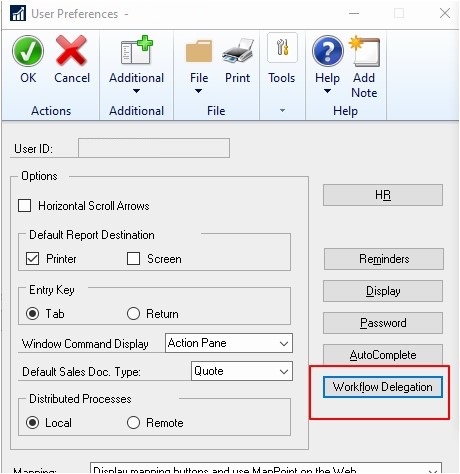 User Preferences -
OK Cancel Additional File Print Tools Help Add Note
Actions Additional File Help
User ID:
Options
HR
Horizontal Scroll Arrows
Default Report Destination
Printer Screen
Reminders
Entry Key
Display
Tab Return
Password
Window Command Display Action Pane
AutoComplete
Default Sales Doc. Type: Quote
Workflow Delegation
Distributed Processes
Local Remote
Mapping: Display mapping buttons and use MapPoint on the Web